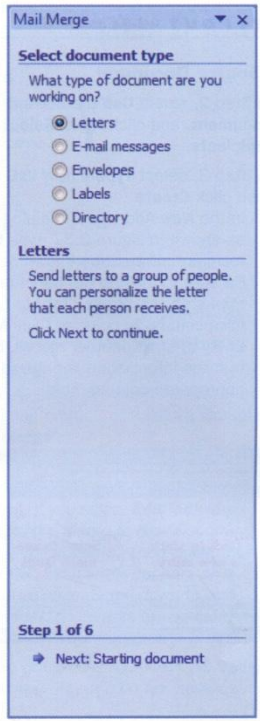 Mail Merge
Select document type
What type of document are you
working on?
Letters
E-mail messages
Envelopes
Labels
Directory
Letters
Send letters to a group of people.
You can personalize the letter
that each person receives.
Click Next to continue.
Step 1 of 6
Next: Starting document